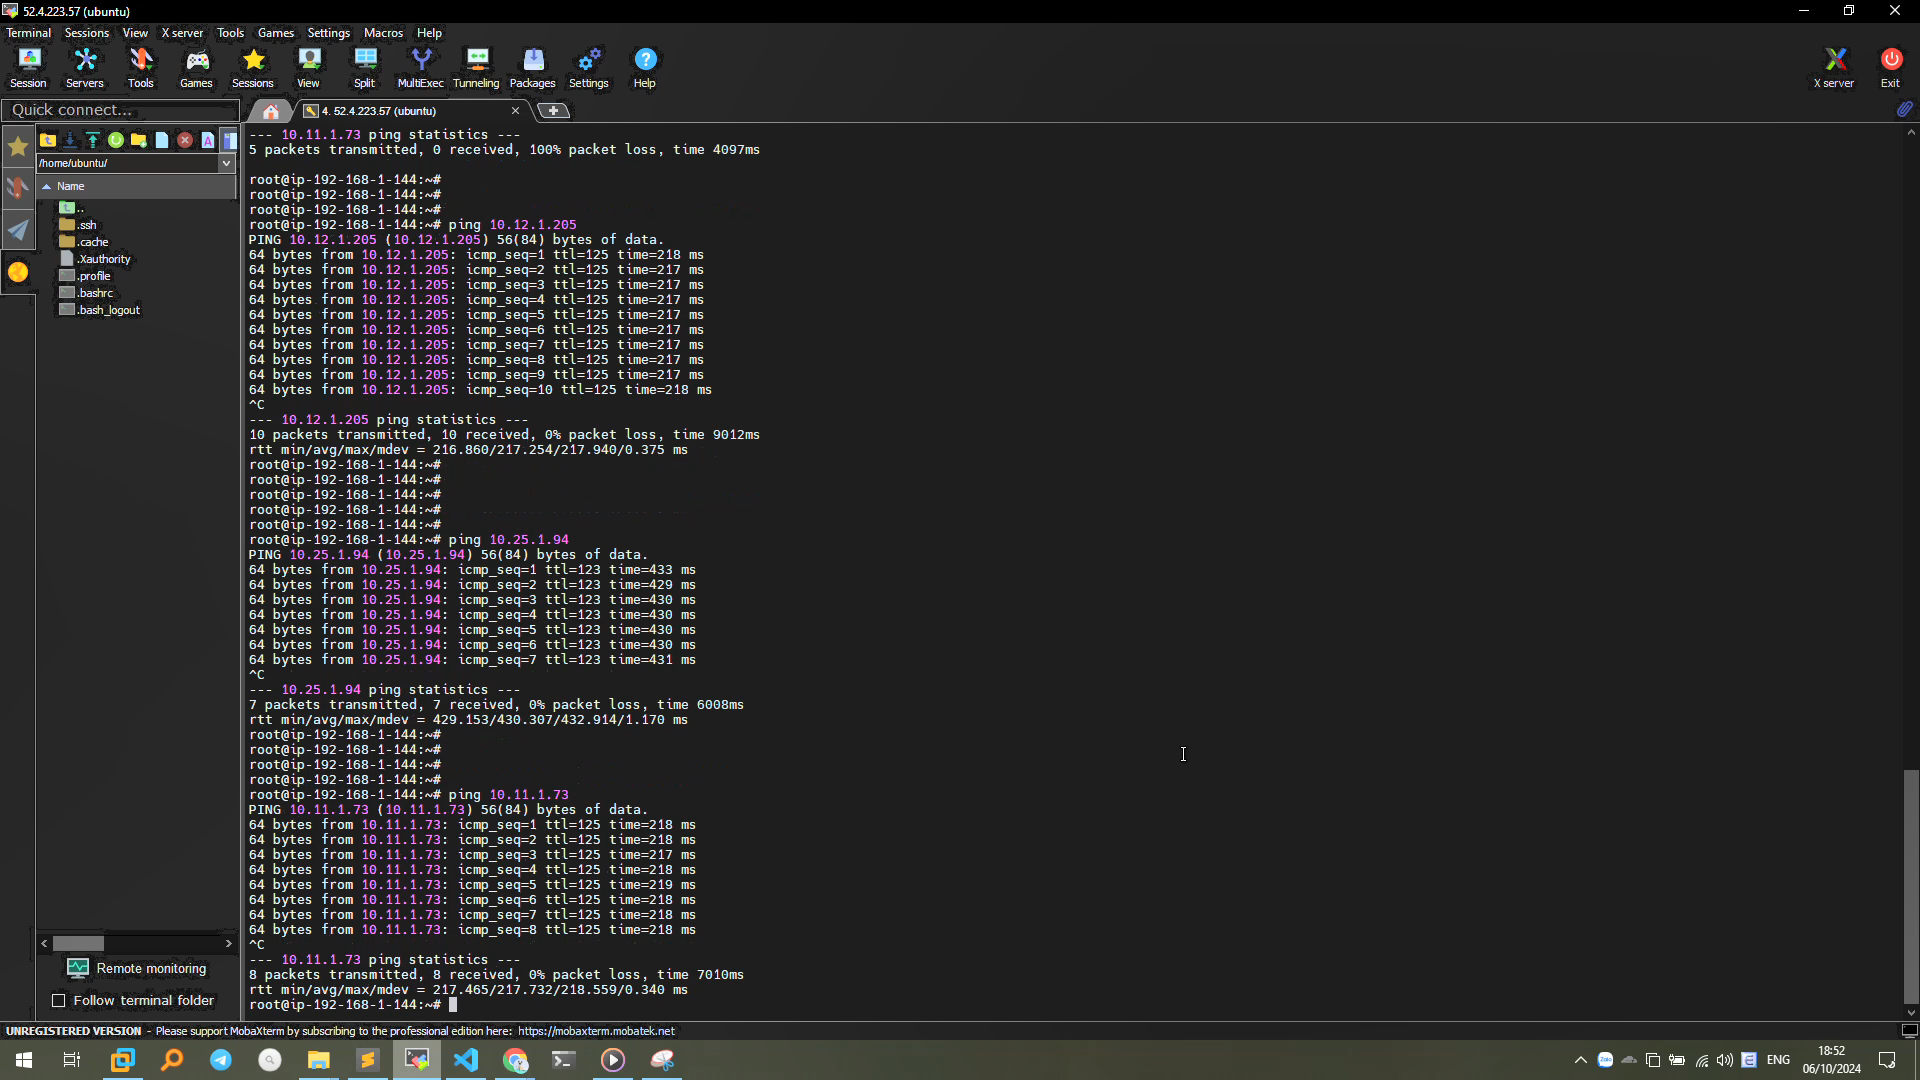 52.4.223.57 (ubuntu)
Terminal Sessions View X server Tools Games Settings Macros Help
Session Servers Tools Games Sessions View Split MultiExec Tunneling Packages Settings Help X server Exit
Quick connect...
4. 52.4.223.57 (ubuntu)
/home/ubuntu/
Name
..
.ssh
.cache
.Xauthority
.profile
.bashrc
.bash_logout
Remote monitoring
Follow terminal folder
--- 10.11.1.73 ping statistics ---
5 packets transmitted, 0 received, 100% packet loss, time 4097ms
root@ip-192-168-1-144:~#
root@ip-192-168-1-144:~#
root@ip-192-168-1-144:~#
root@ip-192-168-1-144:~# ping 10.12.1.205
PING 10.12.1.205 (10.12.1.205) 56(84) bytes of data.
64 bytes from 10.12.1.205: icmp_seq=1 ttl=125 time=218 ms
64 bytes from 10.12.1.205: icmp_seq=2 ttl=125 time=217 ms
64 bytes from 10.12.1.205: icmp_seq=3 ttl=125 time=217 ms
64 bytes from 10.12.1.205: icmp_seq=4 ttl=125 time=217 ms
64 bytes from 10.12.1.205: icmp_seq=5 ttl=125 time=217 ms
64 bytes from 10.12.1.205: icmp_seq=6 ttl=125 time=217 ms
64 bytes from 10.12.1.205: icmp_seq=7 ttl=125 time=217 ms
64 bytes from 10.12.1.205: icmp_seq=8 ttl=125 time=217 ms
64 bytes from 10.12.1.205: icmp_seq=9 ttl=125 time=217 ms
64 bytes from 10.12.1.205: icmp_seq=10 ttl=125 time=218 ms
^C
--- 10.12.1.205 ping statistics ---
10 packets transmitted, 10 received, 0% packet loss, time 9012ms
rtt min/avg/max/mdev = 216.860/217.254/217.940/0.375 ms
root@ip-192-168-1-144:~#
root@ip-192-168-1-144:~#
root@ip-192-168-1-144:~#
root@ip-192-168-1-144:~#
root@ip-192-168-1-144:~#
root@ip-192-168-1-144:~# ping 10.25.1.94
PING 10.25.1.94 (10.25.1.94) 56(84) bytes of data.
64 bytes from 10.25.1.94: icmp_seq=1 ttl=123 time=433 ms
64 bytes from 10.25.1.94: icmp_seq=2 ttl=123 time=429 ms
64 bytes from 10.25.1.94: icmp_seq=3 ttl=123 time=430 ms
64 bytes from 10.25.1.94: icmp_seq=4 ttl=123 time=430 ms
64 bytes from 10.25.1.94: icmp_seq=5 ttl=123 time=430 ms
64 bytes from 10.25.1.94: icmp_seq=6 ttl=123 time=430 ms
64 bytes from 10.25.1.94: icmp_seq=7 ttl=123 time=431 ms
^C
--- 10.25.1.94 ping statistics ---
7 packets transmitted, 7 received, 0% packet loss, time 6008ms
rtt min/avg/max/mdev = 429.153/430.307/432.914/1.170 ms
root@ip-192-168-1-144:~#
root@ip-192-168-1-144:~#
root@ip-192-168-1-144:~#
root@ip-192-168-1-144:~#
root@ip-192-168-1-144:~# ping 10.11.1.73
PING 10.11.1.73 (10.11.1.73) 56(84) bytes of data.
64 bytes from 10.11.1.73: icmp_seq=1 ttl=125 time=218 ms
64 bytes from 10.11.1.73: icmp_seq=2 ttl=125 time=218 ms
64 bytes from 10.11.1.73: icmp_seq=3 ttl=125 time=217 ms
64 bytes from 10.11.1.73: icmp_seq=4 ttl=125 time=218 ms
64 bytes from 10.11.1.73: icmp_seq=5 ttl=125 time=219 ms
64 bytes from 10.11.1.73: icmp_seq=6 ttl=125 time=218 ms
64 bytes from 10.11.1.73: icmp_seq=7 ttl=125 time=218 ms
64 bytes from 10.11.1.73: icmp_seq=8 ttl=125 time=218 ms
^C
--- 10.11.1.73 ping statistics ---
8 packets transmitted, 8 received, 0% packet loss, time 7010ms
rtt min/avg/max/mdev = 217.465/217.732/218.559/0.340 ms
root@ip-192-168-1-144:~#
UNREGISTERED VERSION - Please support MobaXterm by subscribing to the professional edition here: https://mobaxterm.mobatek.net
Zalo
ENG
18:52
06/10/2024